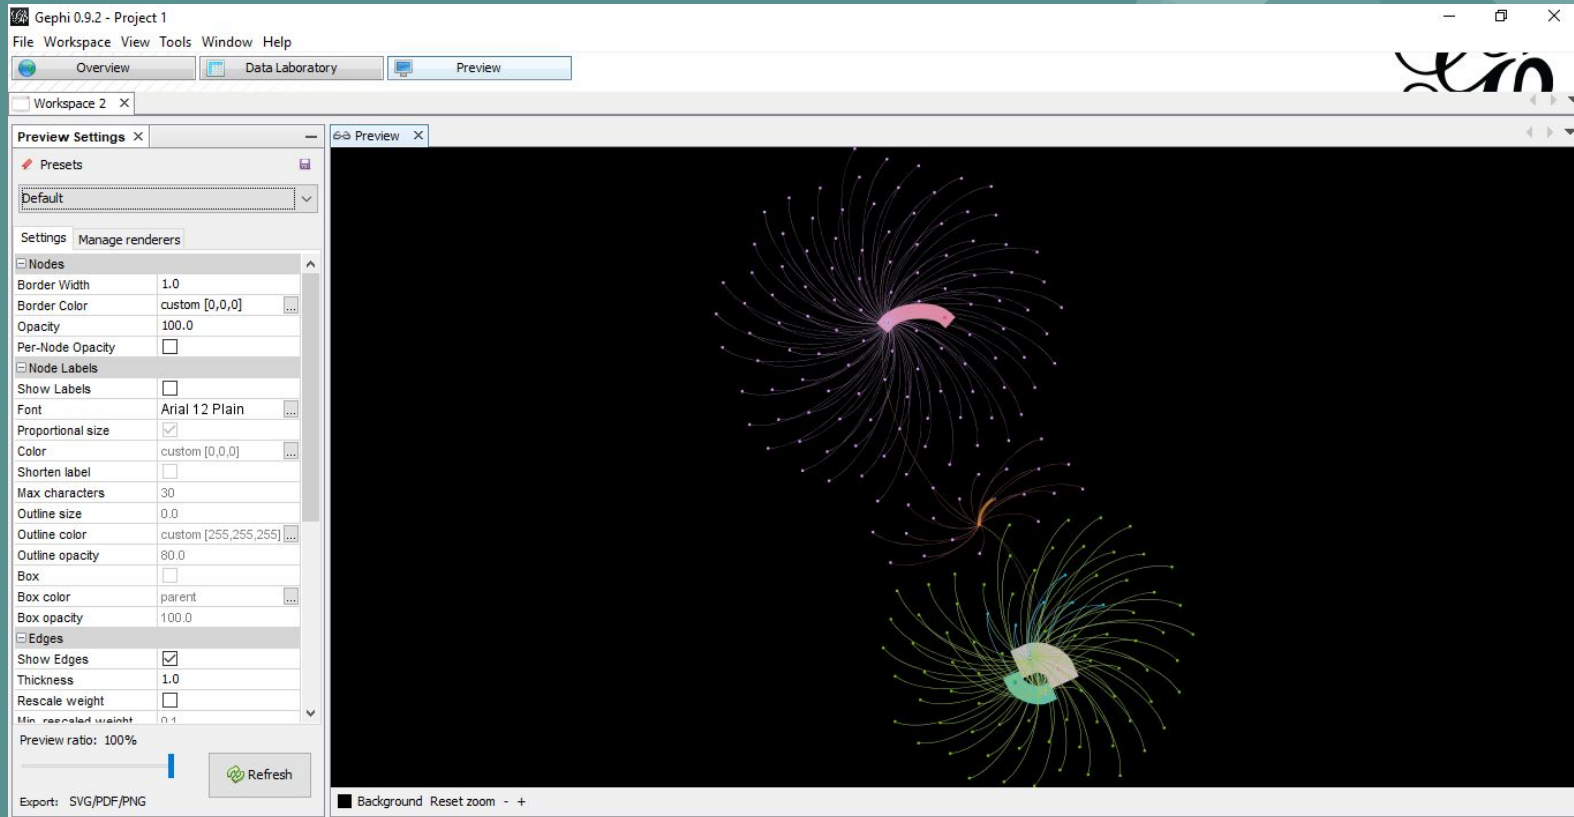 Gephi 0.9.2 - Project 1
File Workspace View Tools Window Help
Overview Data Laboratory Preview
Workspace 2
Preview Settings
Preview
Presets
Default
Settings Manage renderers
Nodes
Border Width 1.0
Border Color custom [0,0,0] ...
Opacity 100.0
Per-Node Opacity
Node Labels
Show Labels
Font Arial 12 Plain ...
Proportional size
Color custom [0,0,0] ...
Shorten label
Max characters 30
Outline size 0.0
Outline color custom [255,255,255] ...
Outline opacity 80.0
Box
Box color parent ...
Box opacity 100.0
Edges
Show Edges
Thickness 1.0
Rescale weight
Min. rescaled weight 0.1
Preview ratio: 100%
Refresh
Export: SVG/PDF/PNG
Background Reset zoom - +